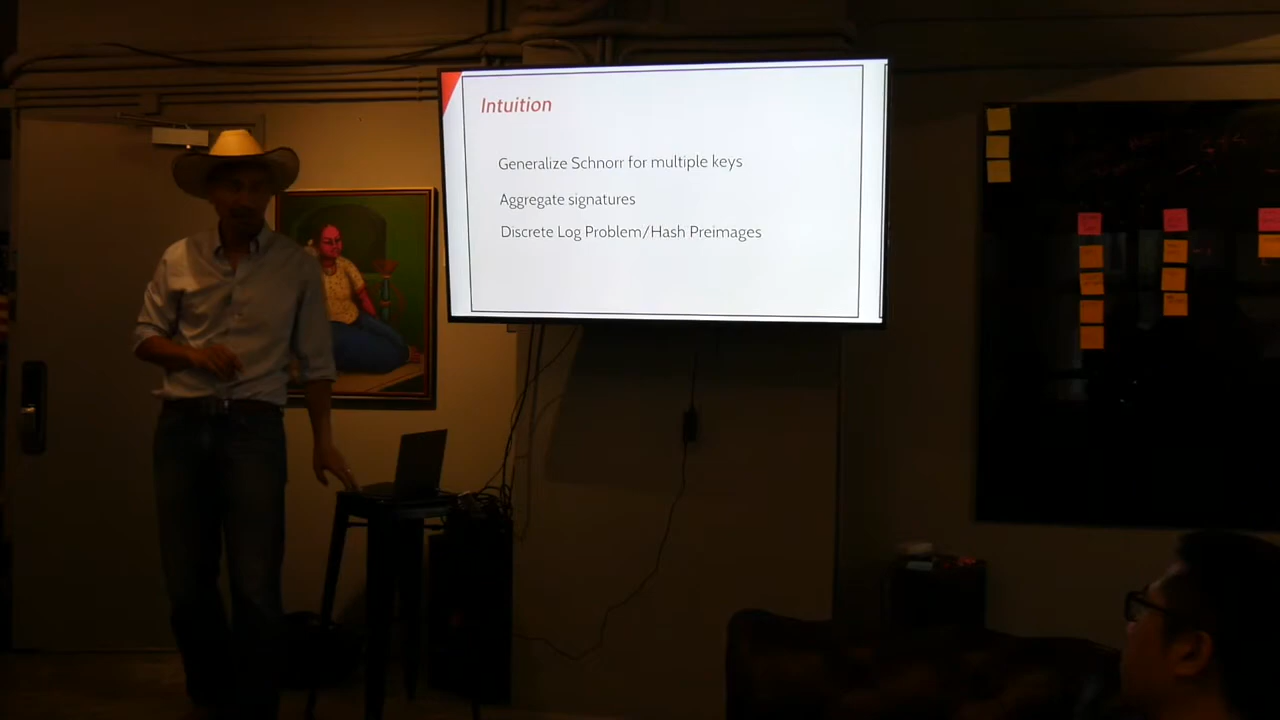 Intuition
Generalize Schnorr for multiple keys
Aggregate signatures
Discrete Log Problem/Hash Preimages